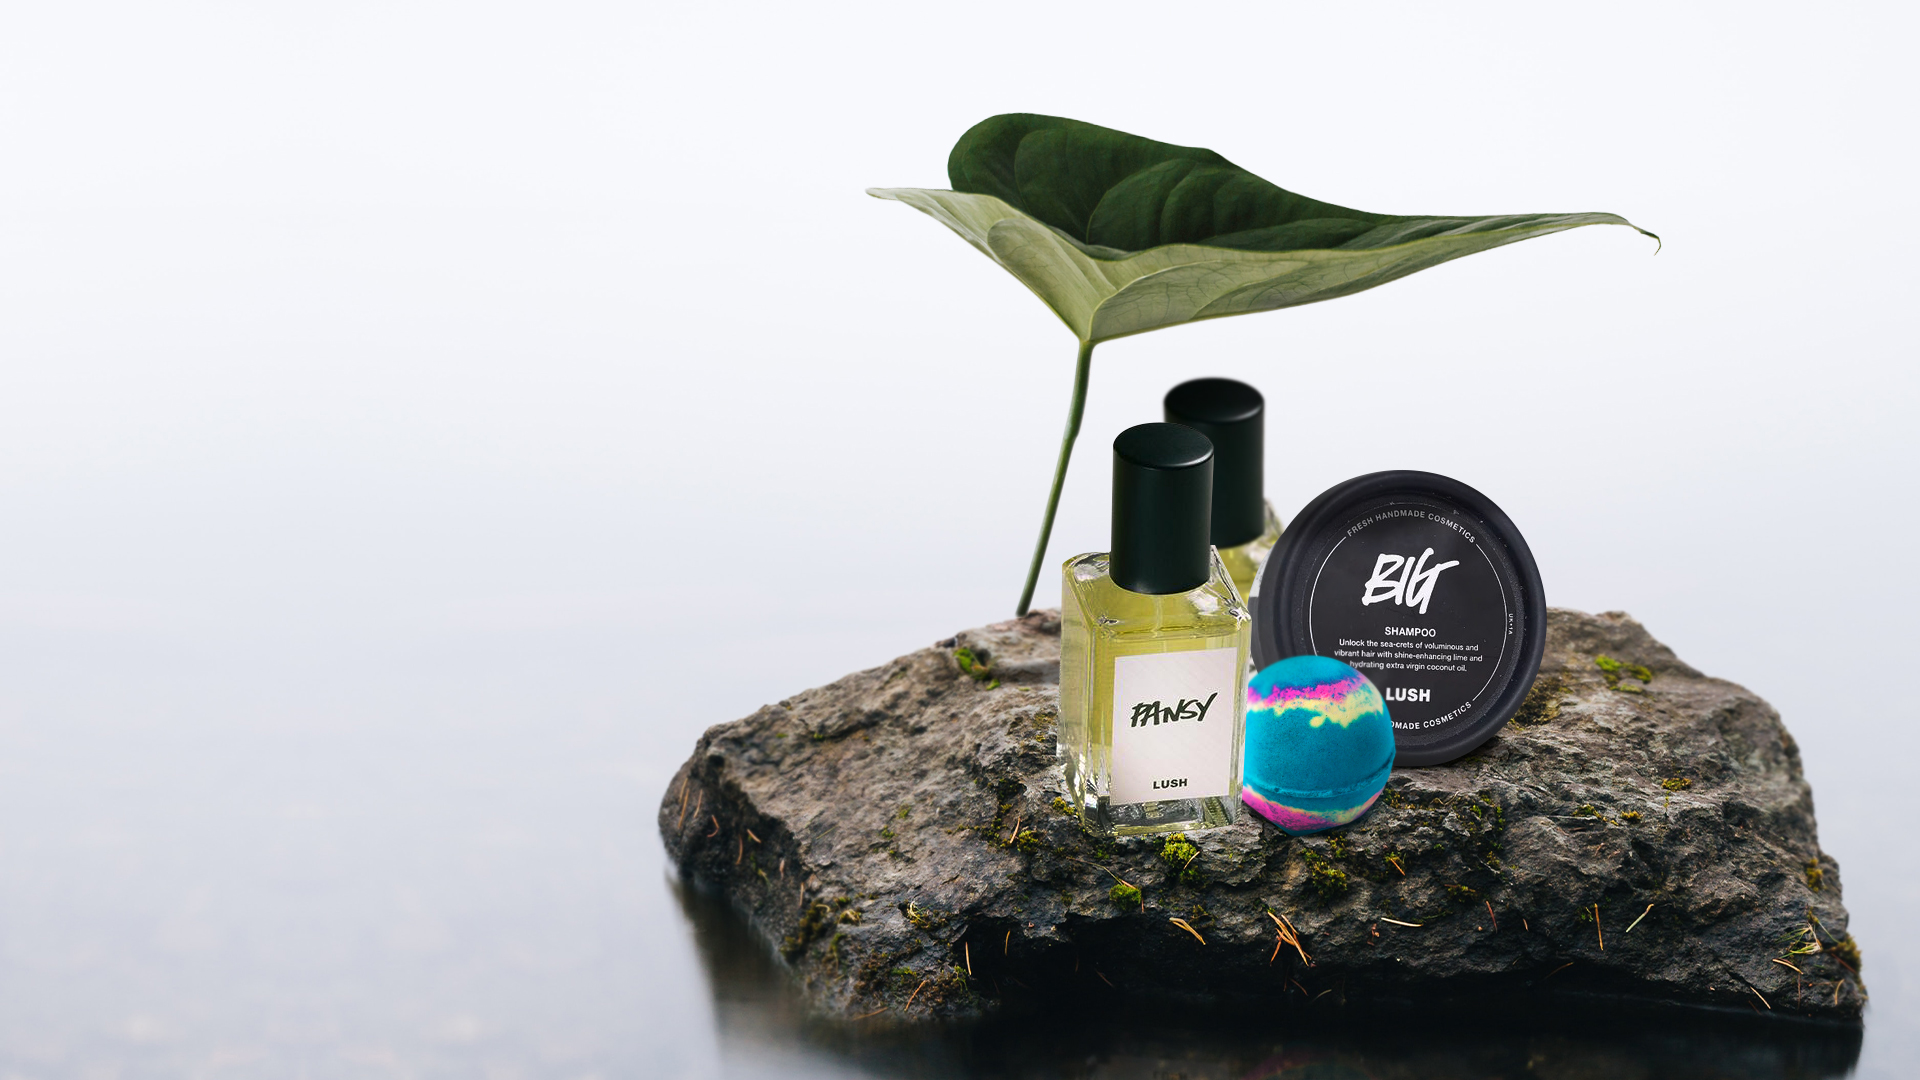 PANSY
LUSH
FRESH HANDMADE COSMETICS
BIG
SHAMPOO
Unlock the sea-crets of voluminous and
vibrant hair with shine-enhancing lime and
hydrating extra virgin coconut oil.
LUSH
COSMETICS